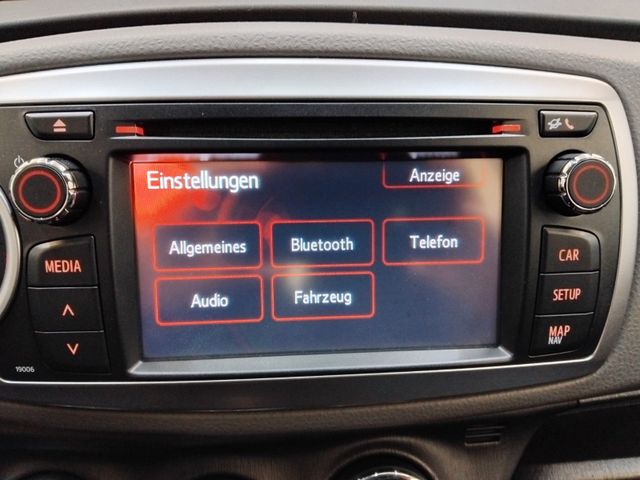 Einstellungen
Anzeige
Allgemeines
Bluetooth
Telefon
Audio
Fahrzeug
MEDIA
CAR
SETUP
MAP
NAV
19006